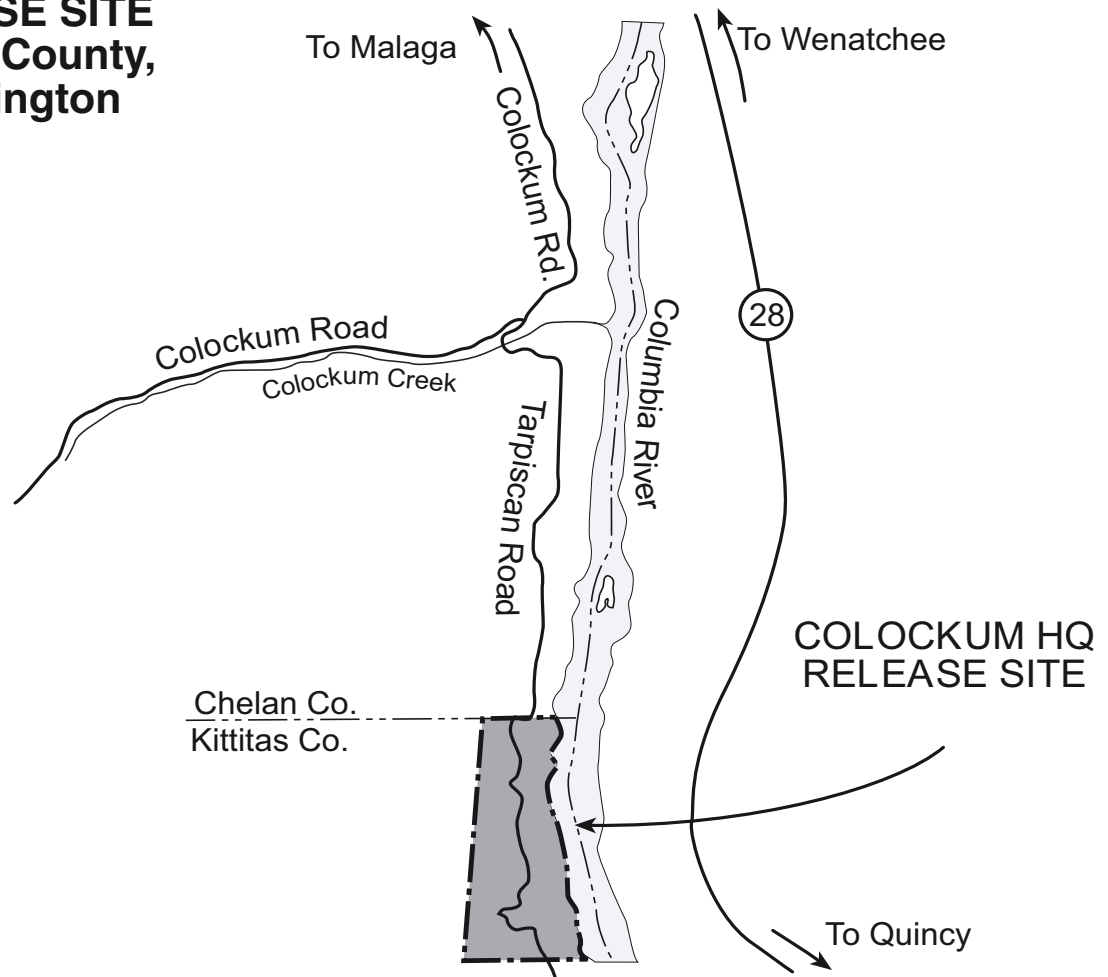 SE SITE
County,
ington
To Malaga
To Wenatchee
Colockum Rd.
28
Colockum Road
Colockum Creek
Columbia River
Tarpiscan Road
COLOCKUM HQ
RELEASE SITE
Chelan Co.
Kittitas Co.
To Quincy